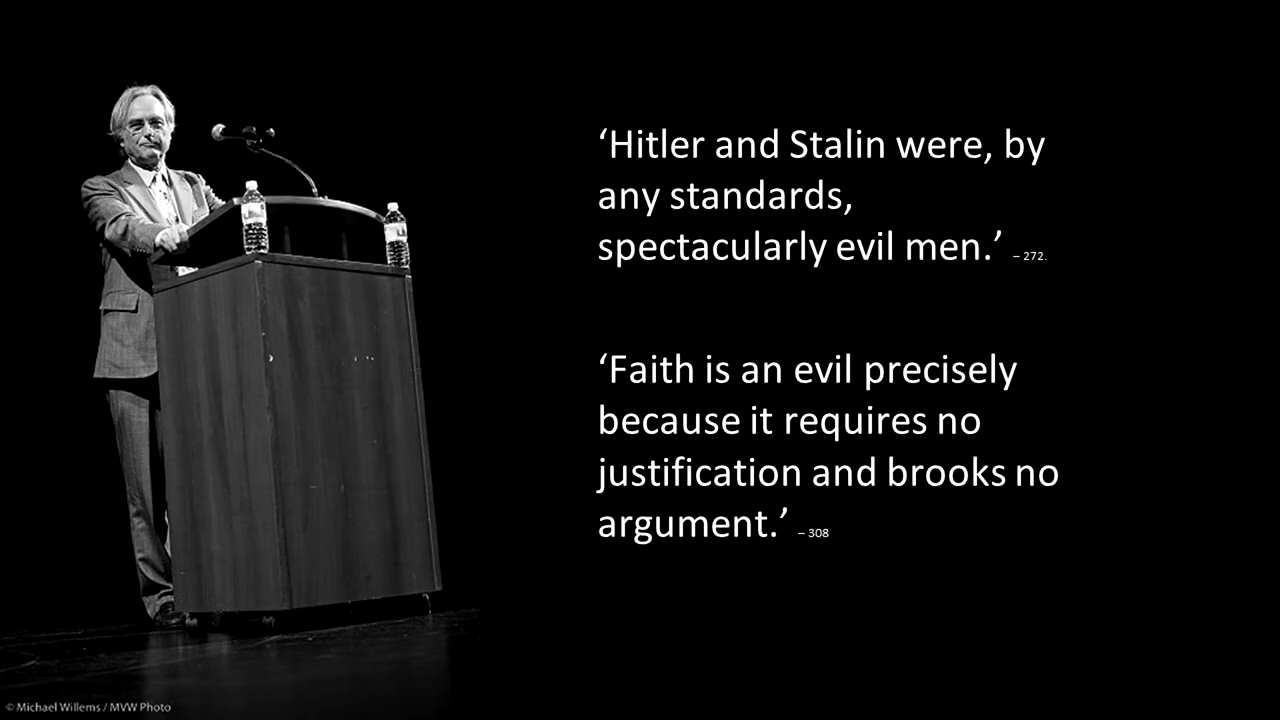 ‘Hitler and Stalin were, by
any standards,
spectacularly evil men.’ – 272.
‘Faith is an evil precisely
because it requires no
justification and brooks no
argument.’ – 308
© Michael Willems / MVW Photo